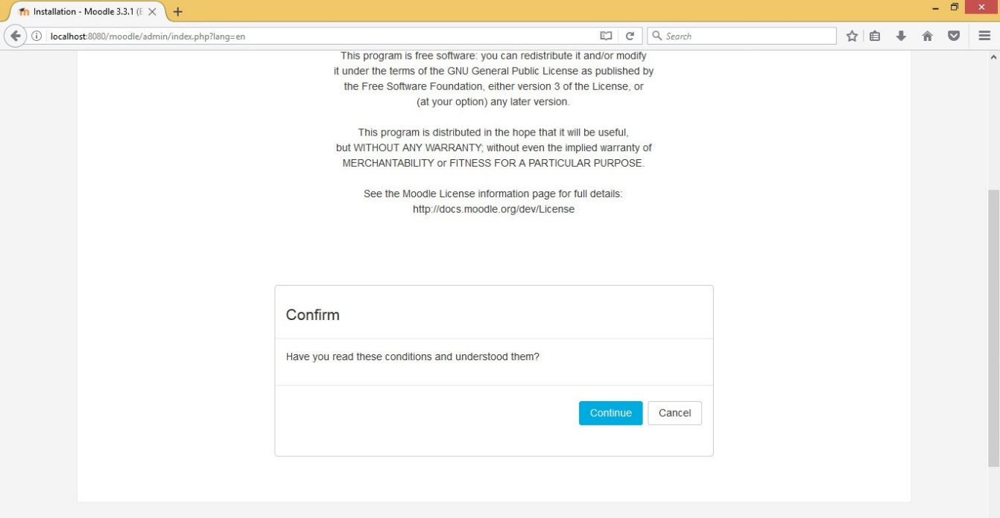 Installation - Moodle 3.3.1 (
localhost:8080/moodle/admin/index.php?lang=en
Search
This program is free software: you can redistribute it and/or modify
it under the terms of the GNU General Public License as published by
the Free Software Foundation, either version 3 of the License, or
(at your option) any later version.
This program is distributed in the hope that it will be useful,
but WITHOUT ANY WARRANTY; without even the implied warranty of
MERCHANTABILITY or FITNESS FOR A PARTICULAR PURPOSE.
See the Moodle License information page for full details:
http://docs.moodle.org/dev/License
Confirm
Have you read these conditions and understood them?
Continue Cancel